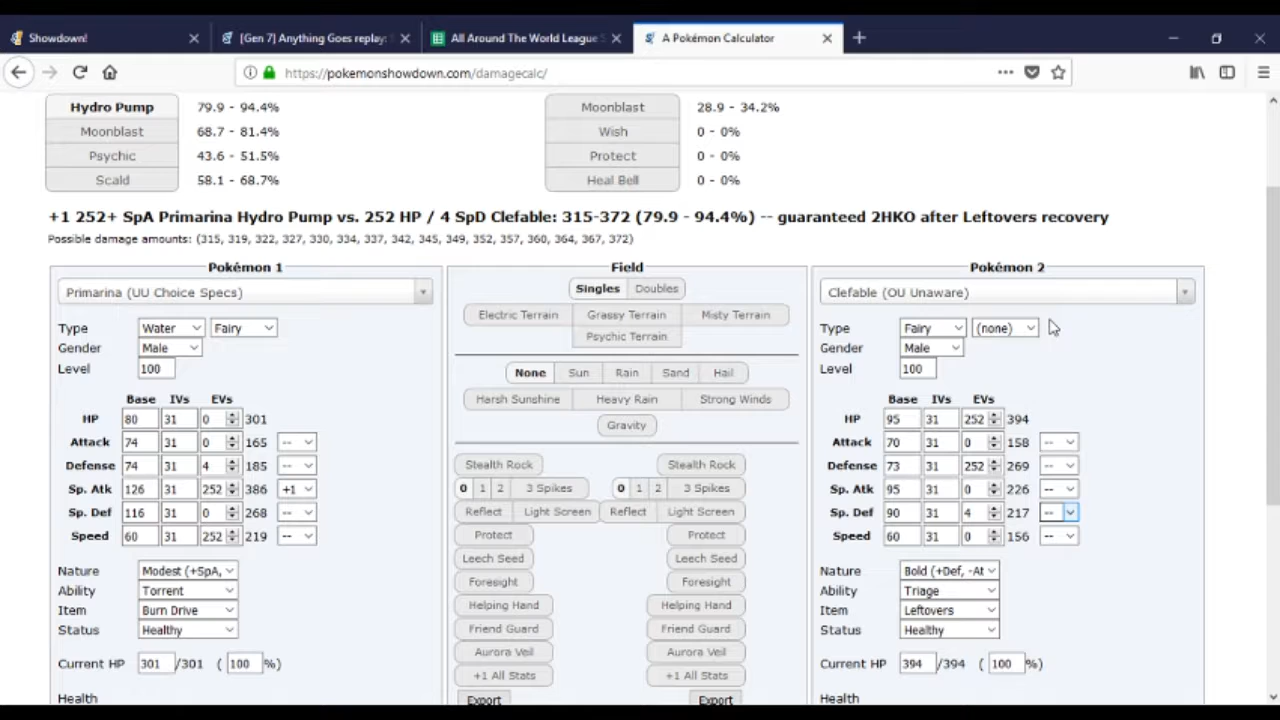 Showdown!
[Gen 7] Anything Goes replay:
All Around The World League
A Pokémon Calculator
https://pokemonshowdown.com/damagecalc/
Hydro Pump 79.9 - 94.4% Moonblast 28.9 - 34.2%
Moonblast 68.7 - 81.4% Wish 0 - 0%
Psychic 43.6 - 51.5% Protect 0 - 0%
Scald 58.1 - 68.7% Heal Bell 0 - 0%
+1 252+ SpA Primarina Hydro Pump vs. 252 HP / 4 SpD Clefable: 315-372 (79.9 - 94.4%) -- guaranteed 2HKO after Leftovers recovery
Possible damage amounts: (315, 319, 322, 327, 330, 334, 337, 342, 345, 349, 352, 357, 360, 364, 367, 372)
Pokémon 1
Primarina (UU Choice Specs)
Type Water Fairy
Gender Male
Level 100
Base IVs EVs
HP 80 31 0 301
Attack 74 31 0 165 --
Defense 74 31 4 185 --
Sp. Atk 126 31 252 386 +1
Sp. Def 116 31 0 268 --
Speed 60 31 252 219 --
Nature Modest (+SpA,
Ability Torrent
Item Burn Drive
Status Healthy
Current HP 301 /301 ( 100 %)
Health
Field
Singles Doubles
Electric Terrain Grassy Terrain Misty Terrain
Psychic Terrain
None Sun Rain Sand Hail
Harsh Sunshine Heavy Rain Strong Winds
Gravity
Stealth Rock Stealth Rock
0 1 2 3 Spikes 0 1 2 3 Spikes
Reflect Light Screen Reflect Light Screen
Protect Protect
Leech Seed Leech Seed
Foresight Foresight
Helping Hand Helping Hand
Friend Guard Friend Guard
Aurora Veil Aurora Veil
+1 All Stats +1 All Stats
Export Export
Pokémon 2
Clefable (OU Unaware)
Type Fairy (none)
Gender Male
Level 100
Base IVs EVs
HP 95 31 252 394
Attack 70 31 0 158 --
Defense 73 31 252 269 --
Sp. Atk 95 31 0 226 --
Sp. Def 90 31 4 217 --
Speed 60 31 0 156 --
Nature Bold (+Def, -At
Ability Triage
Item Leftovers
Status Healthy
Current HP 394 /394 ( 100 %)
Health